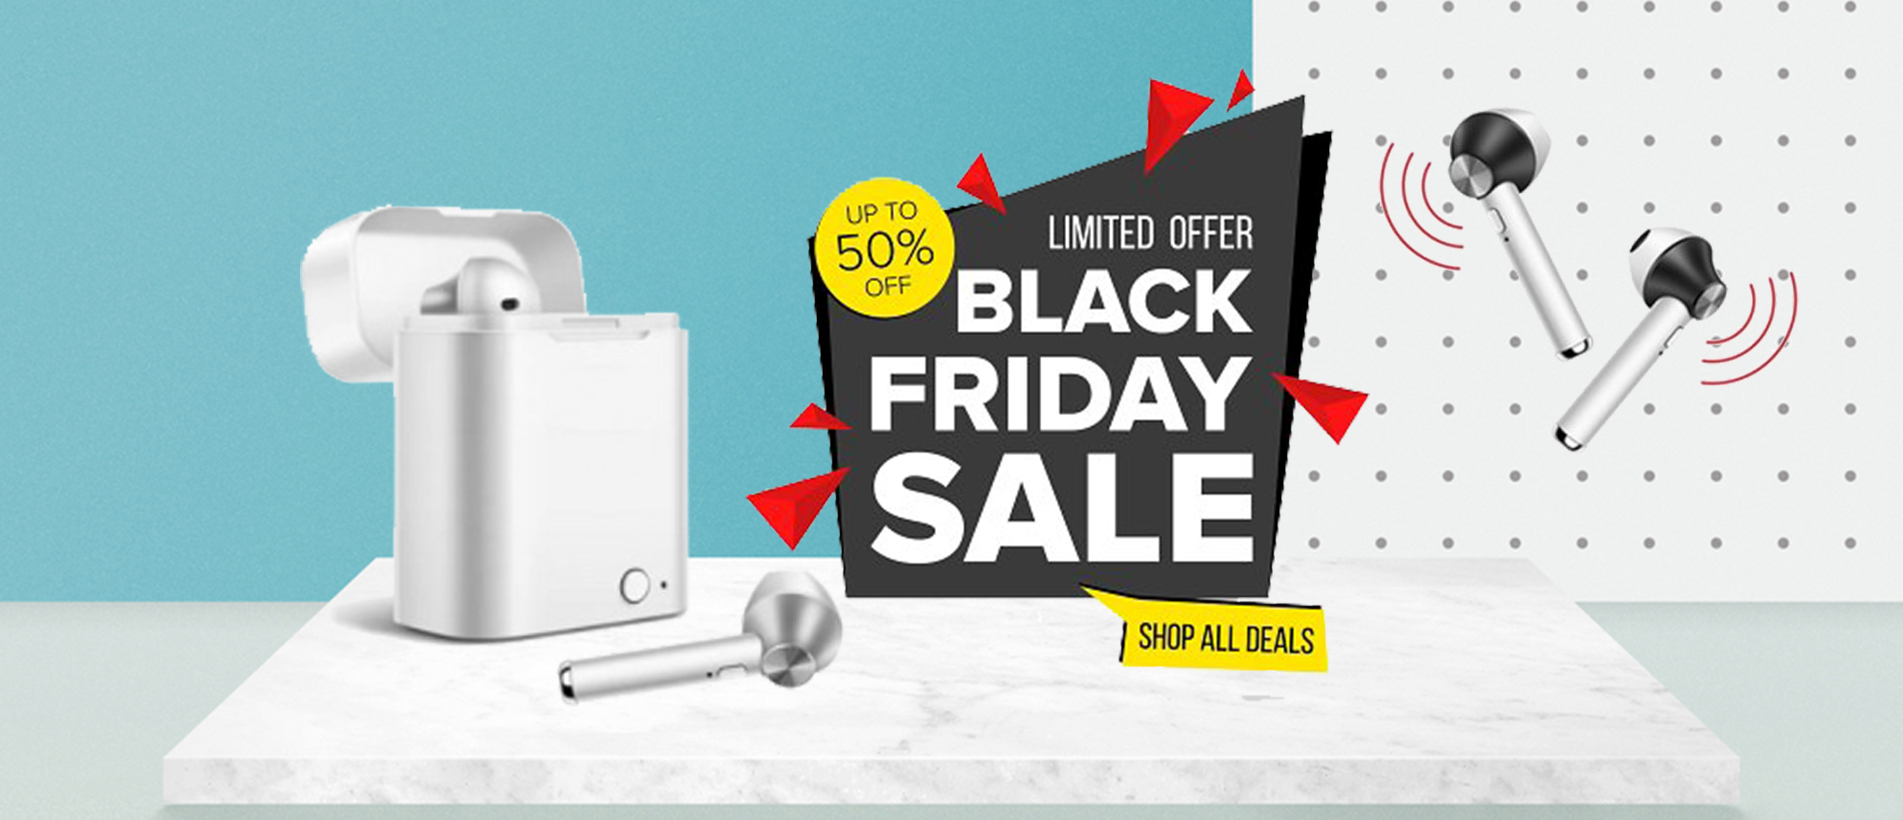 UP TO
50%
OFF
LIMITED OFFER
BLACK
FRIDAY
SALE
SHOP ALL DEALS